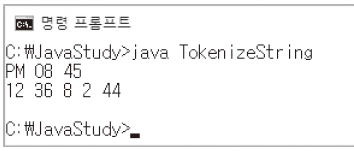 명령 프롬프트
C:₩JavaStudy>java TokenizeString
PM 08 45
12 36 8 2 44
C:₩JavaStudy>_